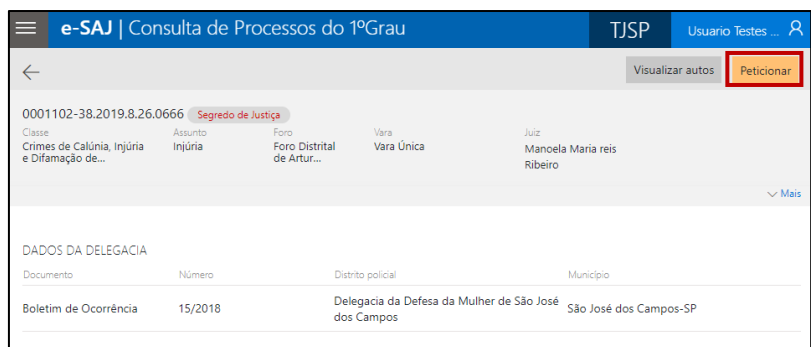 e-SAJ | Consulta de Processos do 1ºGrau
TJSP
Usuario Testes ...
Visualizar autos
Peticionar
0001102-38.2019.8.26.0666
Segredo de Justiça
Classe
Assunto
Foro
Vara
Juiz
Crimes de Calúnia, Injúria
e Difamação de...
Injúria
Foro Distrital
de Artur...
Vara Única
Manoela Maria reis
Ribeiro
Mais
DADOS DA DELEGACIA
Documento
Número
Distrito policial
Município
Boletim de Ocorrência
15/2018
Delegacia da Defesa da Mulher de São José
dos Campos
São José dos Campos-SP